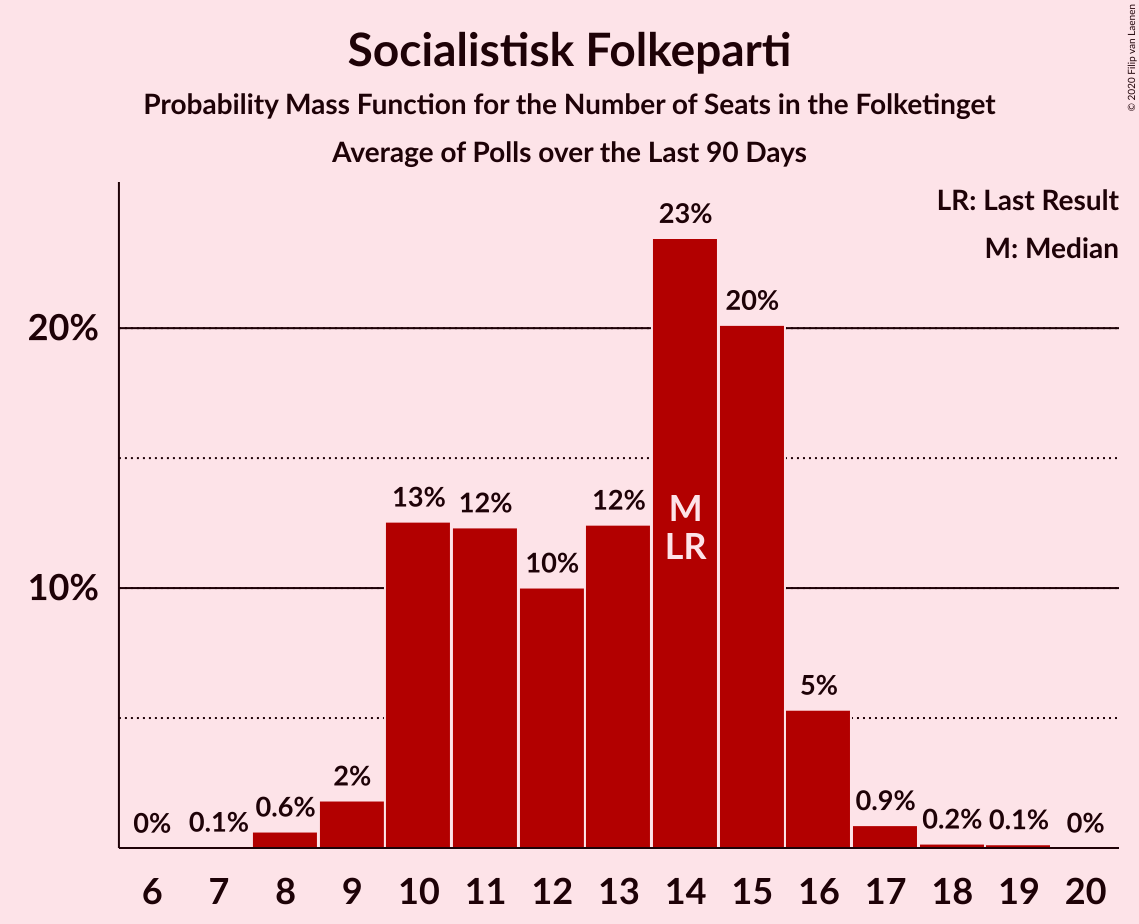 Socialistisk Folkeparti
Probability Mass Function for the Number of Seats in the Folketinget
Average of Polls over the Last 90 Days
© 2020 Filip van Laenen
LR: Last Result
M: Median
20%
10%
0%
0.1%
0.6%
2%
13%
12%
10%
12%
23%
20%
5%
0.9%
0.2%
0.1%
0%
M
LR
6 7 8 9 10 11 12 13 14 15 16 17 18 19 20